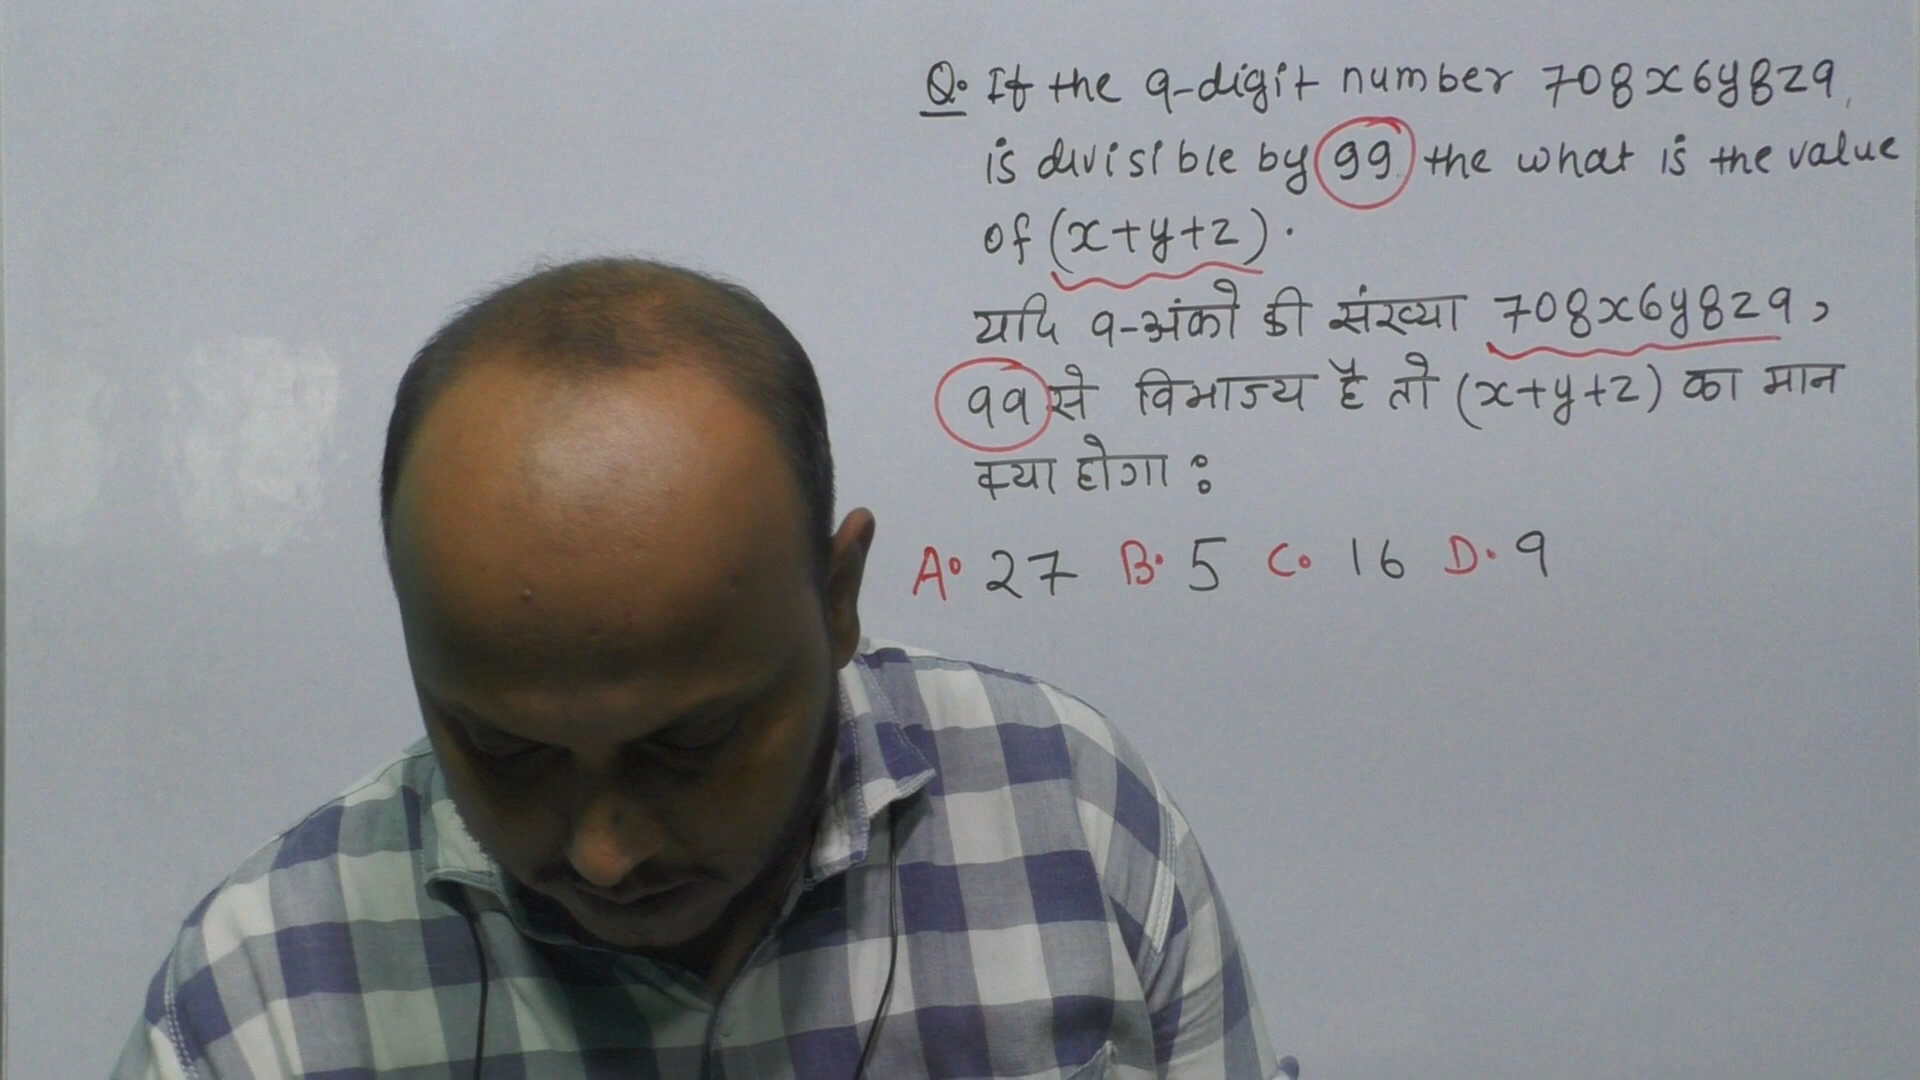 Q. If the 9-digit number 708x6y8z9,
is divisible by 99 the what is the value
of (x+y+z).
यदि 9-अंको की संख्या 708x6y8z9,
99 से विभाज्य है तो (x+y+z) का मान
क्या होगा :
A. 27 B. 5 C. 16 D. 9